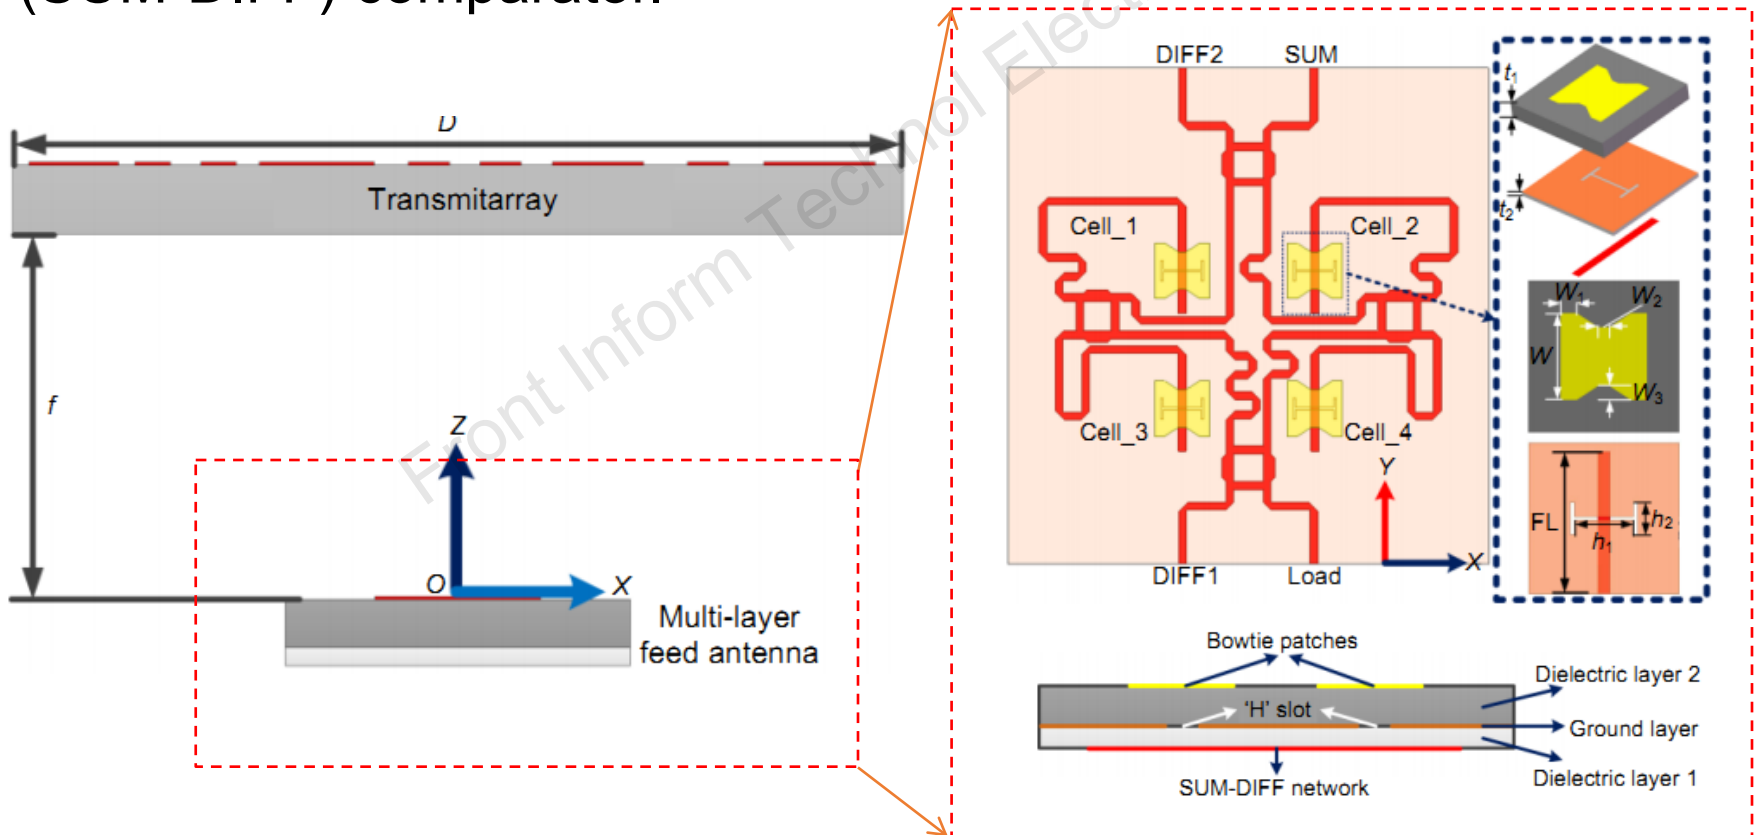 (SUM-DIFF) comparator.
D
Transmitarray
f
Z
O
X
Multi-layer
feed antenna
DIFF2
SUM
Cell_1
Cell_2
Cell_3
Cell_4
Y
X
DIFF1
Load
t1
t2
W1
W2
W
W3
FL
h1
h2
Bowtie patches
Dielectric layer 2
'H' slot
Ground layer
Dielectric layer 1
SUM-DIFF network
Front Inform Technol Elec